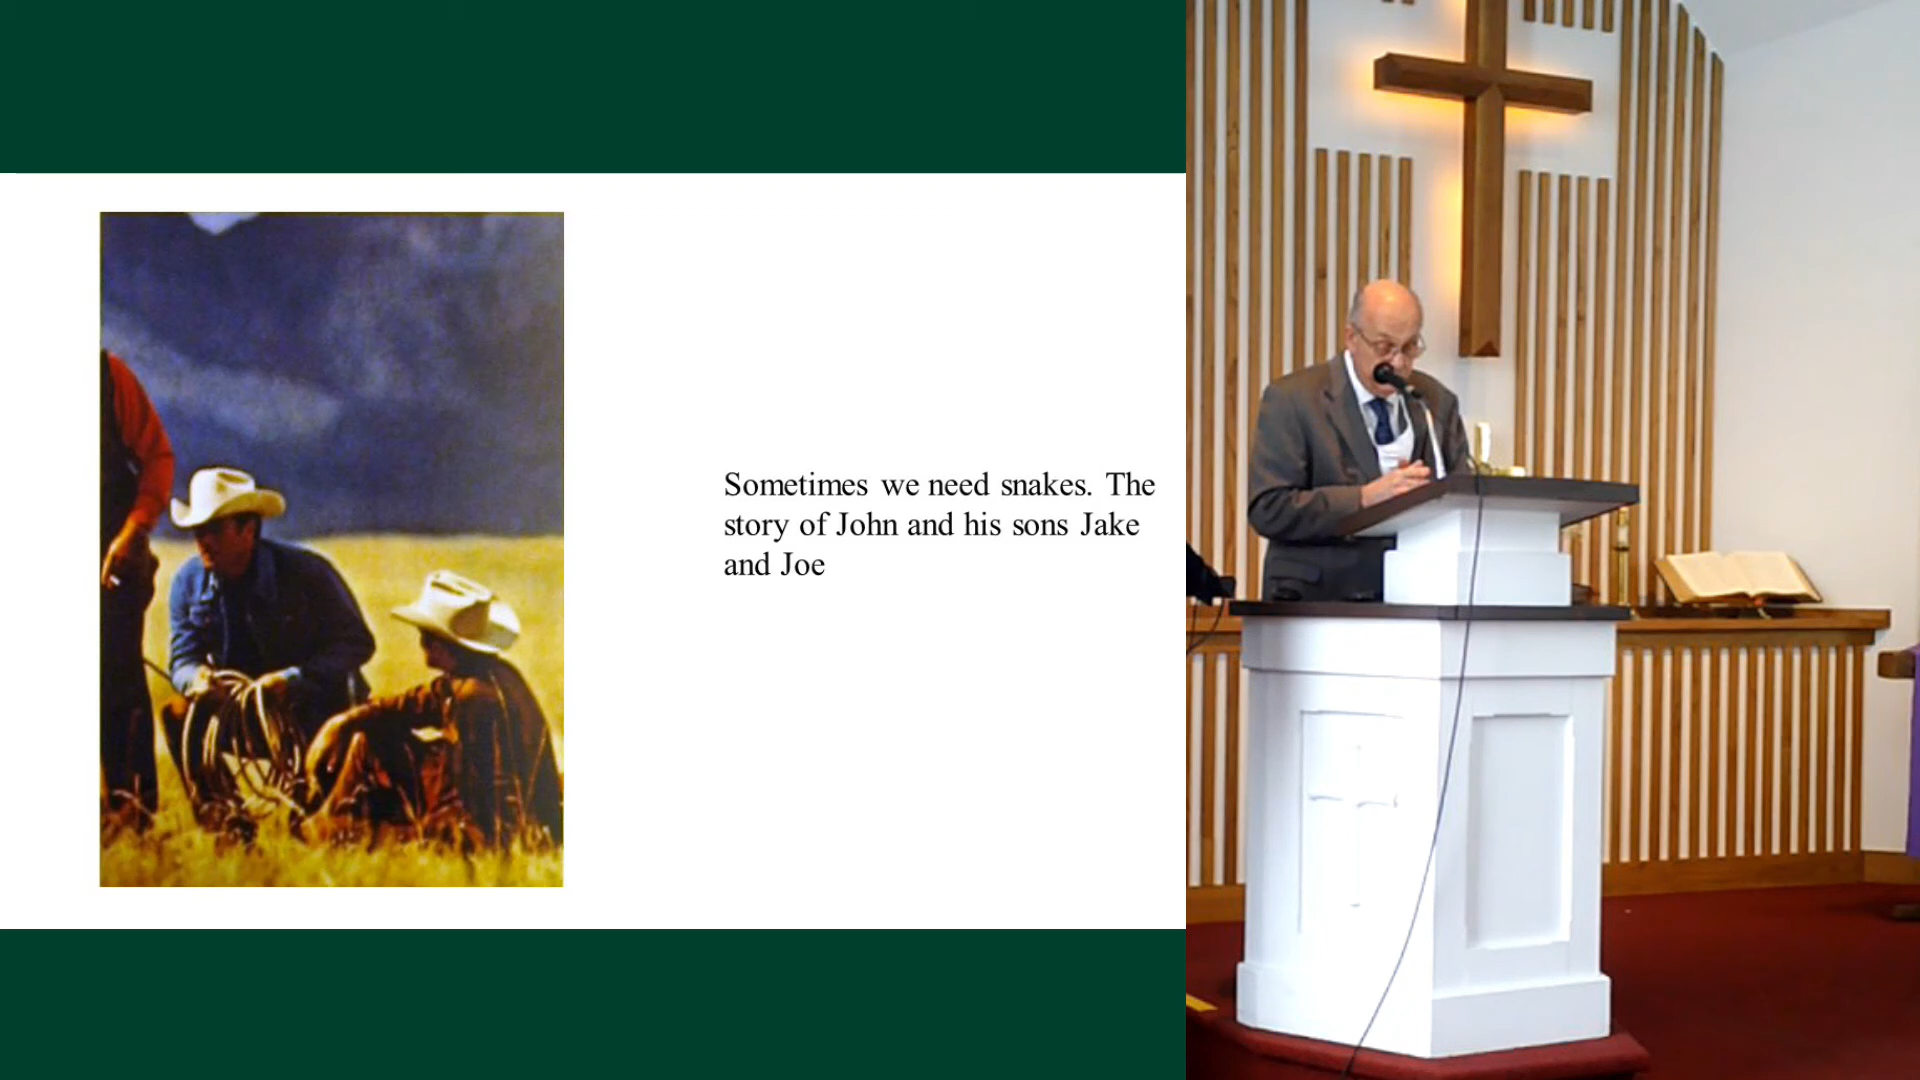 Sometimes we need snakes. The
story of John and his sons Jake
and Joe